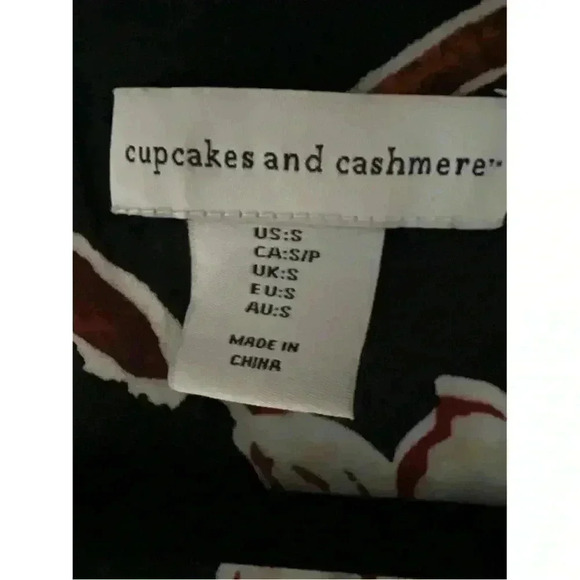 cupcakes and cashmere™
US:S
CA:S/P
UK:S
EU:S
AU:S
MADE IN
CHINA